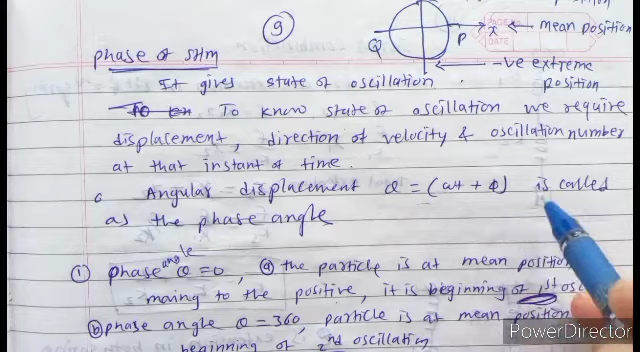 position
9
PAGE
DATE
x ← mean position
Q
P
-ve extreme
position
phase of SHM
It gives state of oscillation.
To know state of oscillation we require
displacement, direction of velocity & oscillation number
at that instant of time.
Angular displacement θ = (ωt + ϕ) is called
as the phase angle
① phase angle θ = 0, ⓐ the particle is at mean position
moving to the positive, it is beginning of 1st osc
ⓑ phase angle θ = 360, particle is at mean position
beginning of 2nd oscillation
PowerDirector